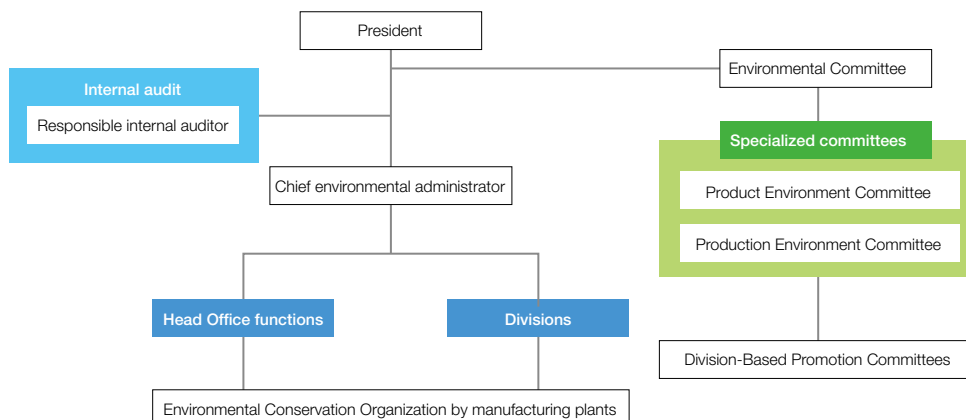 President
Environmental Committee
Internal audit
Responsible internal auditor
Specialized committees
Chief environmental administrator
Product Environment Committee
Production Environment Committee
Head Office functions
Divisions
Division-Based Promotion Committees
Environmental Conservation Organization by manufacturing plants